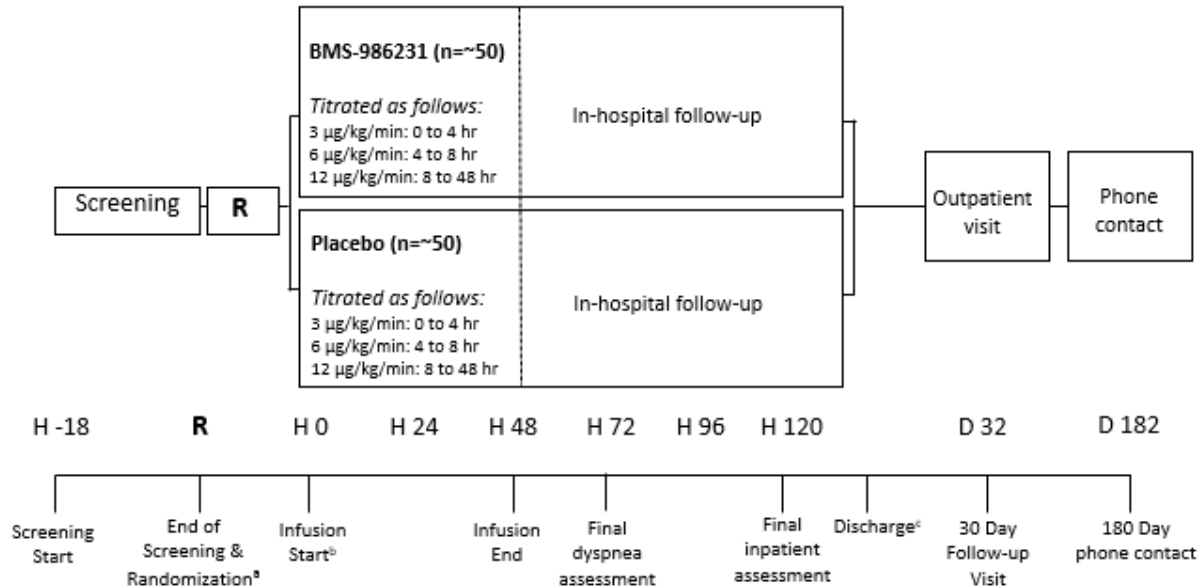 BMS-986231 (n=~50)
Titrated as follows:
3 µg/kg/min: 0 to 4 hr
6 µg/kg/min: 4 to 8 hr
12 µg/kg/min: 8 to 48 hr
In-hospital follow-up
Screening
R
Placebo (n=~50)
Titrated as follows:
3 µg/kg/min: 0 to 4 hr
6 µg/kg/min: 4 to 8 hr
12 µg/kg/min: 8 to 48 hr
In-hospital follow-up
Outpatient
visit
Phone
contact
H -18 R H 0 H 24 H 48 H 72 H 96 H 120 D 32 D 182
Screening
Start
End of
Screening &
Randomizationᵃ
Infusion
Startᵇ
Infusion
End
Final
dyspnea
assessment
Final
inpatient
assessment
Dischargeᶜ
30 Day
Follow-up
Visit
180 Day
phone contact